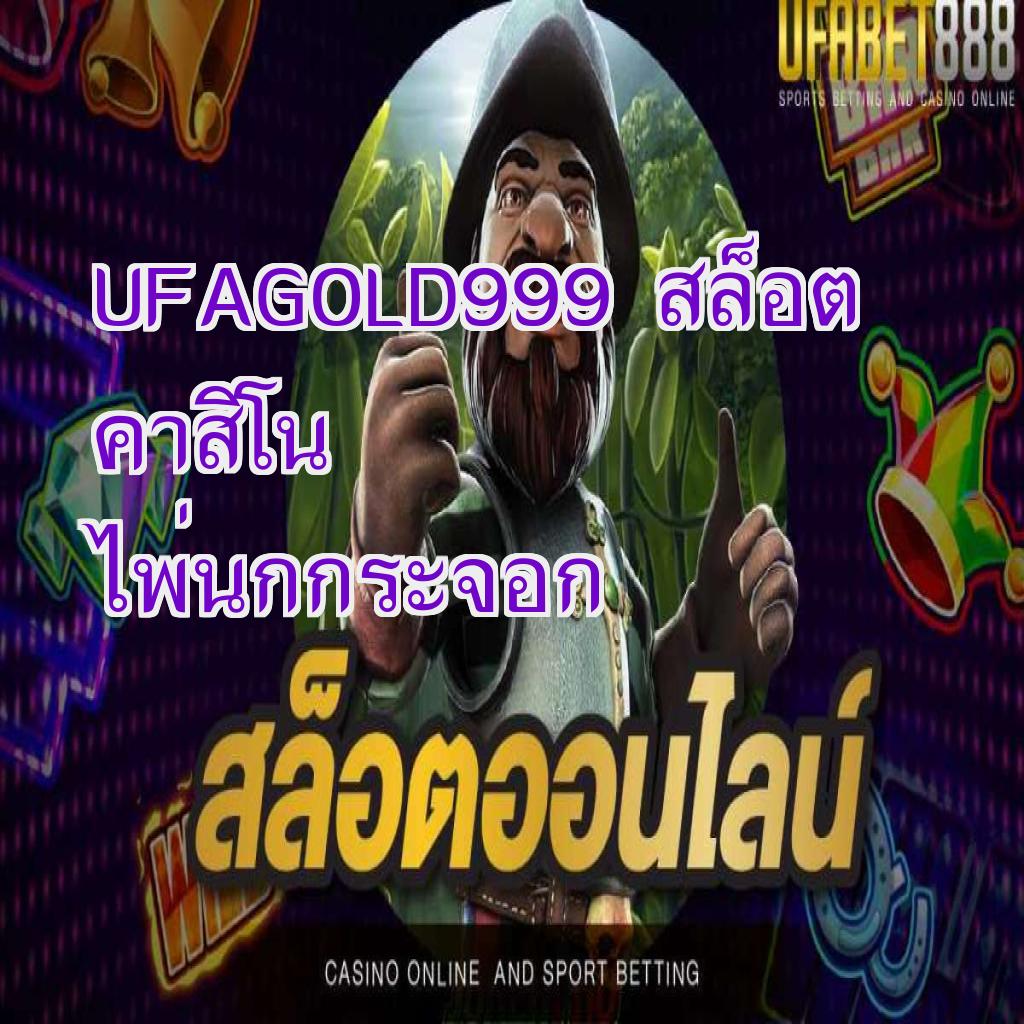 UFABET888
SPORTS BETTING AND CASINO ONLINE
BAR
UFAGOLD999 สล็อต
คาสิโน
ไพ่นกกระจอก
สล็อตออนไลน์
CASINO ONLINE AND SPORT BETTING